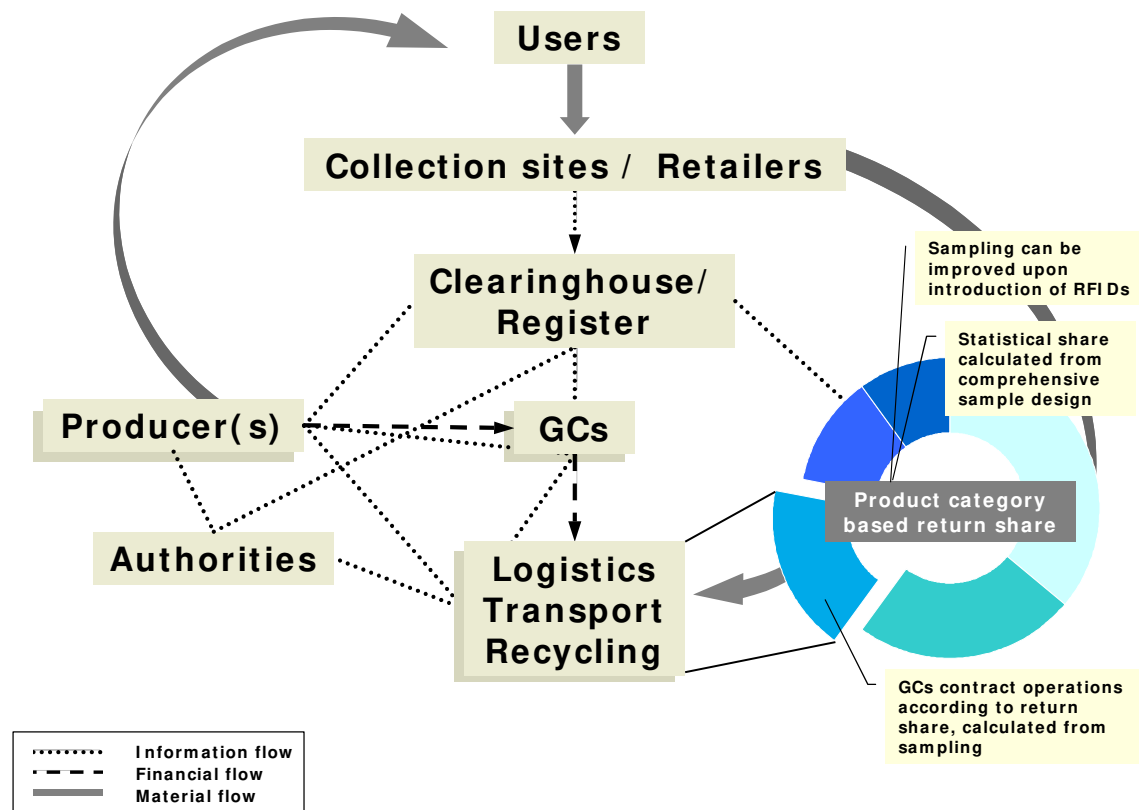 Users
Collection sites / Retailers
Sampling can be
improved upon
introduction of RFIDs
Clearinghouse/
Register
Statistical share
calculated from
comprehensive
sample design
Producer(s)
GCs
Product category
based return share
Authorities
Logistics
Transport
Recycling
GCs contract operations
according to return
share, calculated from
sampling
Information flow
Financial flow
Material flow